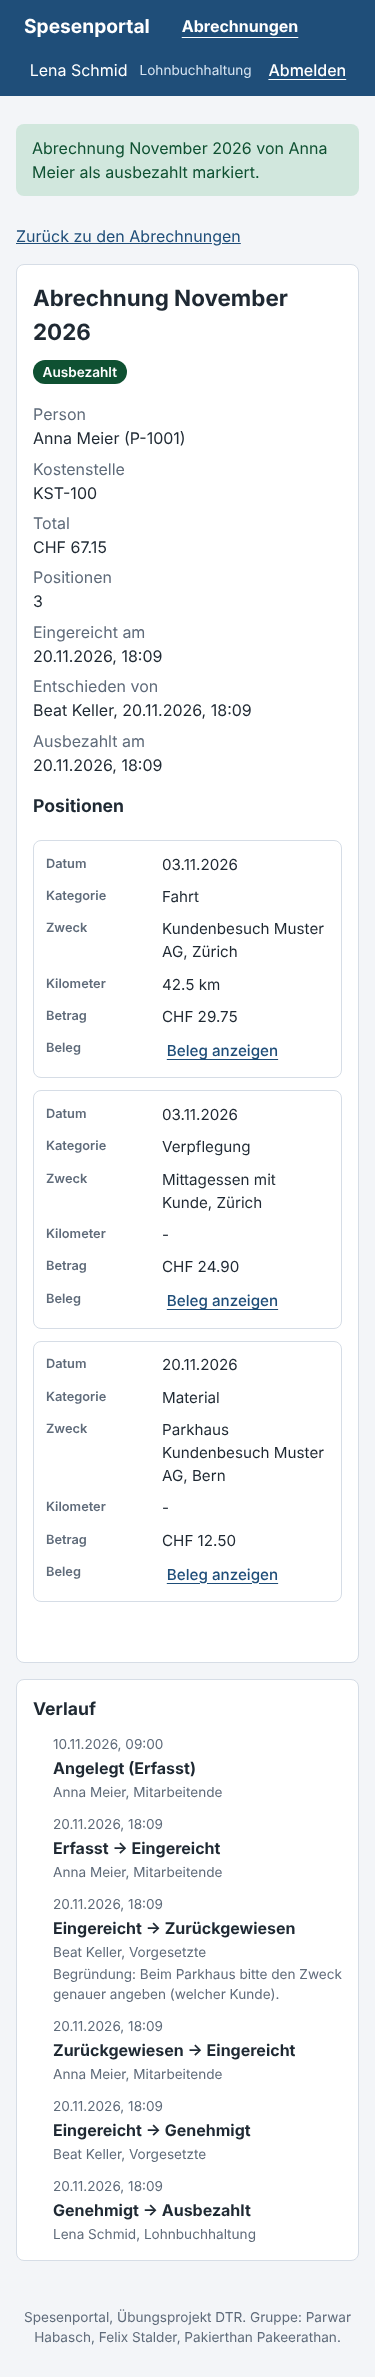 Spesenportal Abrechnungen
Lena Schmid Lohnbuchhaltung Abmelden
Abrechnung November 2026 von Anna
Meier als ausbezahlt markiert.
Zurück zu den Abrechnungen
Abrechnung November
2026
Ausbezahlt
Person
Anna Meier (P-1001)
Kostenstelle
KST-100
Total
CHF 67.15
Positionen
3
Eingereicht am
20.11.2026, 18:09
Entschieden von
Beat Keller, 20.11.2026, 18:09
Ausbezahlt am
20.11.2026, 18:09
Positionen
Datum 03.11.2026
Kategorie Fahrt
Zweck Kundenbesuch Muster
AG, Zürich
Kilometer 42.5 km
Betrag CHF 29.75
Beleg Beleg anzeigen
Datum 03.11.2026
Kategorie Verpflegung
Zweck Mittagessen mit
Kunde, Zürich
Kilometer -
Betrag CHF 24.90
Beleg Beleg anzeigen
Datum 20.11.2026
Kategorie Material
Zweck Parkhaus
Kundenbesuch Muster
AG, Bern
Kilometer -
Betrag CHF 12.50
Beleg Beleg anzeigen
Verlauf
10.11.2026, 09:00
Angelegt (Erfasst)
Anna Meier, Mitarbeitende
20.11.2026, 18:09
Erfasst → Eingereicht
Anna Meier, Mitarbeitende
20.11.2026, 18:09
Eingereicht → Zurückgewiesen
Beat Keller, Vorgesetzte
Begründung: Beim Parkhaus bitte den Zweck
genauer angeben (welcher Kunde).
20.11.2026, 18:09
Zurückgewiesen → Eingereicht
Anna Meier, Mitarbeitende
20.11.2026, 18:09
Eingereicht → Genehmigt
Beat Keller, Vorgesetzte
20.11.2026, 18:09
Genehmigt → Ausbezahlt
Lena Schmid, Lohnbuchhaltung
Spesenportal, Übungsprojekt DTR. Gruppe: Parwar
Habasch, Felix Stalder, Pakierthan Pakeerathan.